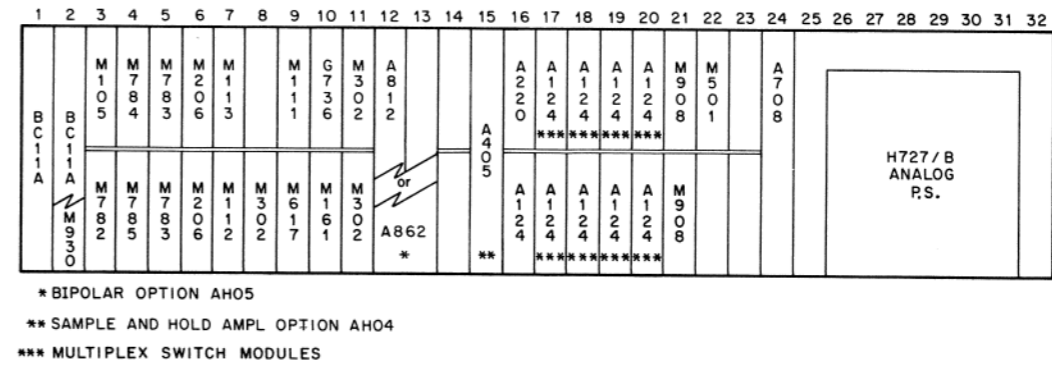 1 2 3 4 5 6 7 8 9 10 11 12 13 14 15 16 17 18 19 20 21 22 23 24 25 26 27 28 29 30 31 32
BC11A
BC11A
M930
M105
M784
M783
M206
M113
M111
G736
M302
A812
A405
**
A220
A124
***
A124
***
A124
***
A124
***
M908
M501
A708
M782
M785
M783
M206
M112
M302
M617
M161
M302
or
A862
*
A124
A124
***
A124
***
A124
***
A124
***
M908
H727/B
ANALOG
P.S.
* BIPOLAR OPTION AH05
** SAMPLE AND HOLD AMPL OPTION AH04
*** MULTIPLEX SWITCH MODULES